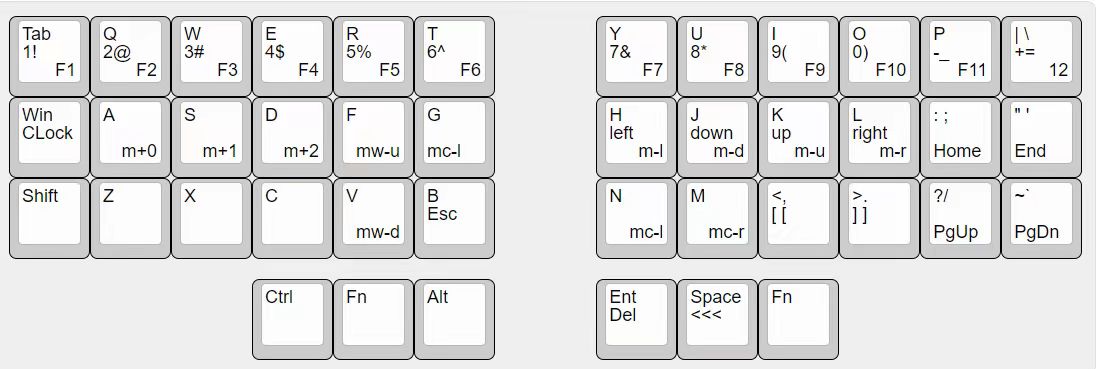 Tab Q W E R T Y U I O P | \
1! 2@ 3# 4$ 5% 6^ 7& 8* 9( 0) -_ +=
F1 F2 F3 F4 F5 F6 F7 F8 F9 F10 F11 12
Win A S D F G H J K L : ; " '
CLock left down up right
m+0 m+1 m+2 mw-u mc-l m-l m-d m-u m-r Home End
Shift Z X C V B N M <, >. ?/ ~`
Esc [ [ ] ]
mw-d mc-l mc-r PgUp PgDn
Ctrl Fn Alt Ent Space Fn
Del <<<